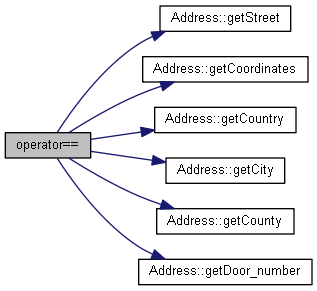 Address::getStreet
Address::getCoordinates
Address::getCountry
operator==
Address::getCity
Address::getCounty
Address::getDoor_number